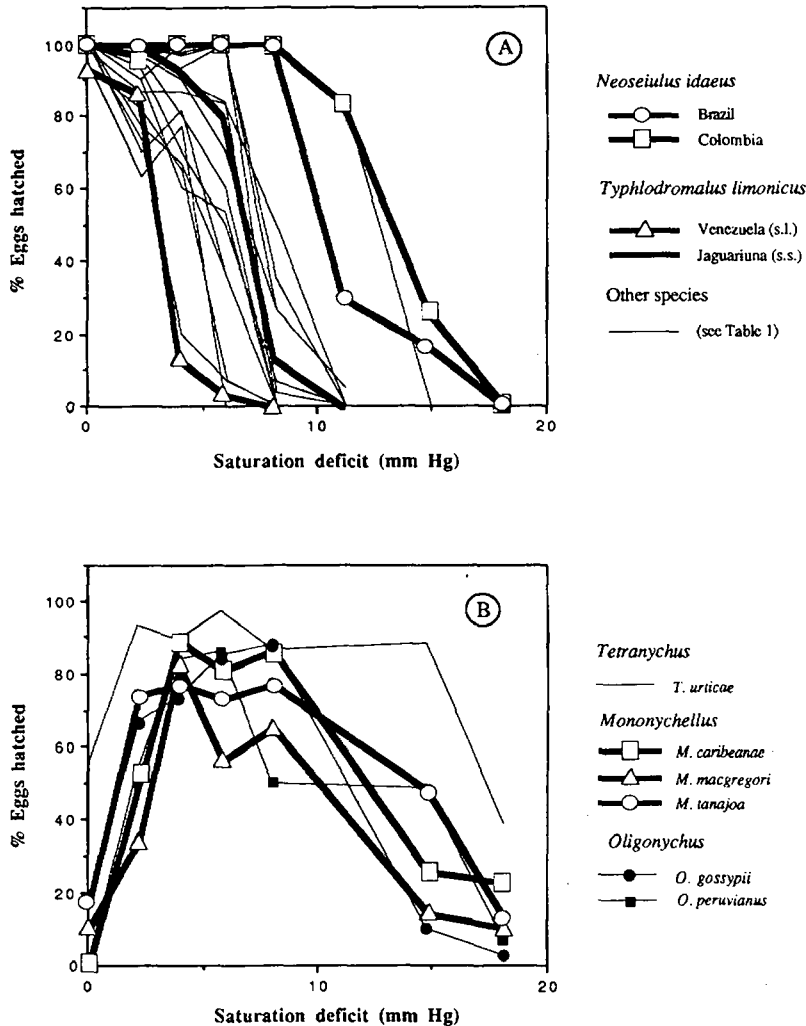 A
100
80
60
40
20
0
% Eggs hatched
0
10
20
Saturation deficit (mm Hg)
Neoseiulus idaeus
Brazil
Colombia
Typhlodromalus limonicus
Venezuela (s.l.)
Jaguariuna (s.s.)
Other species
(see Table 1)
B
100
80
60
40
20
0
% Eggs hatched
0
10
20
Saturation deficit (mm Hg)
Tetranychus
T. urticae
Mononychellus
M. caribeanae
M. macgregori
M. tanajoa
Oligonychus
O. gossypii
O. peruvianus